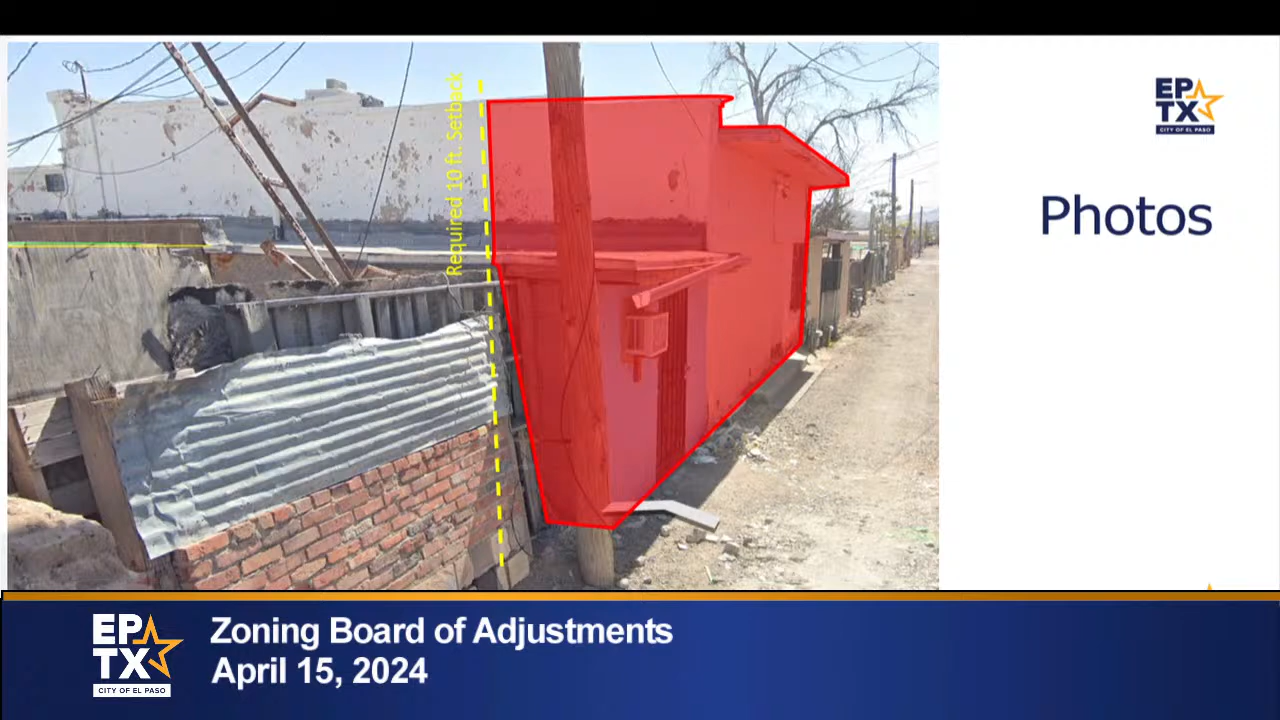 Required 10 ft. Setback
EP
TX
CITY OF EL PASO
Photos
EP
TX
CITY OF EL PASO
Zoning Board of Adjustments
April 15, 2024